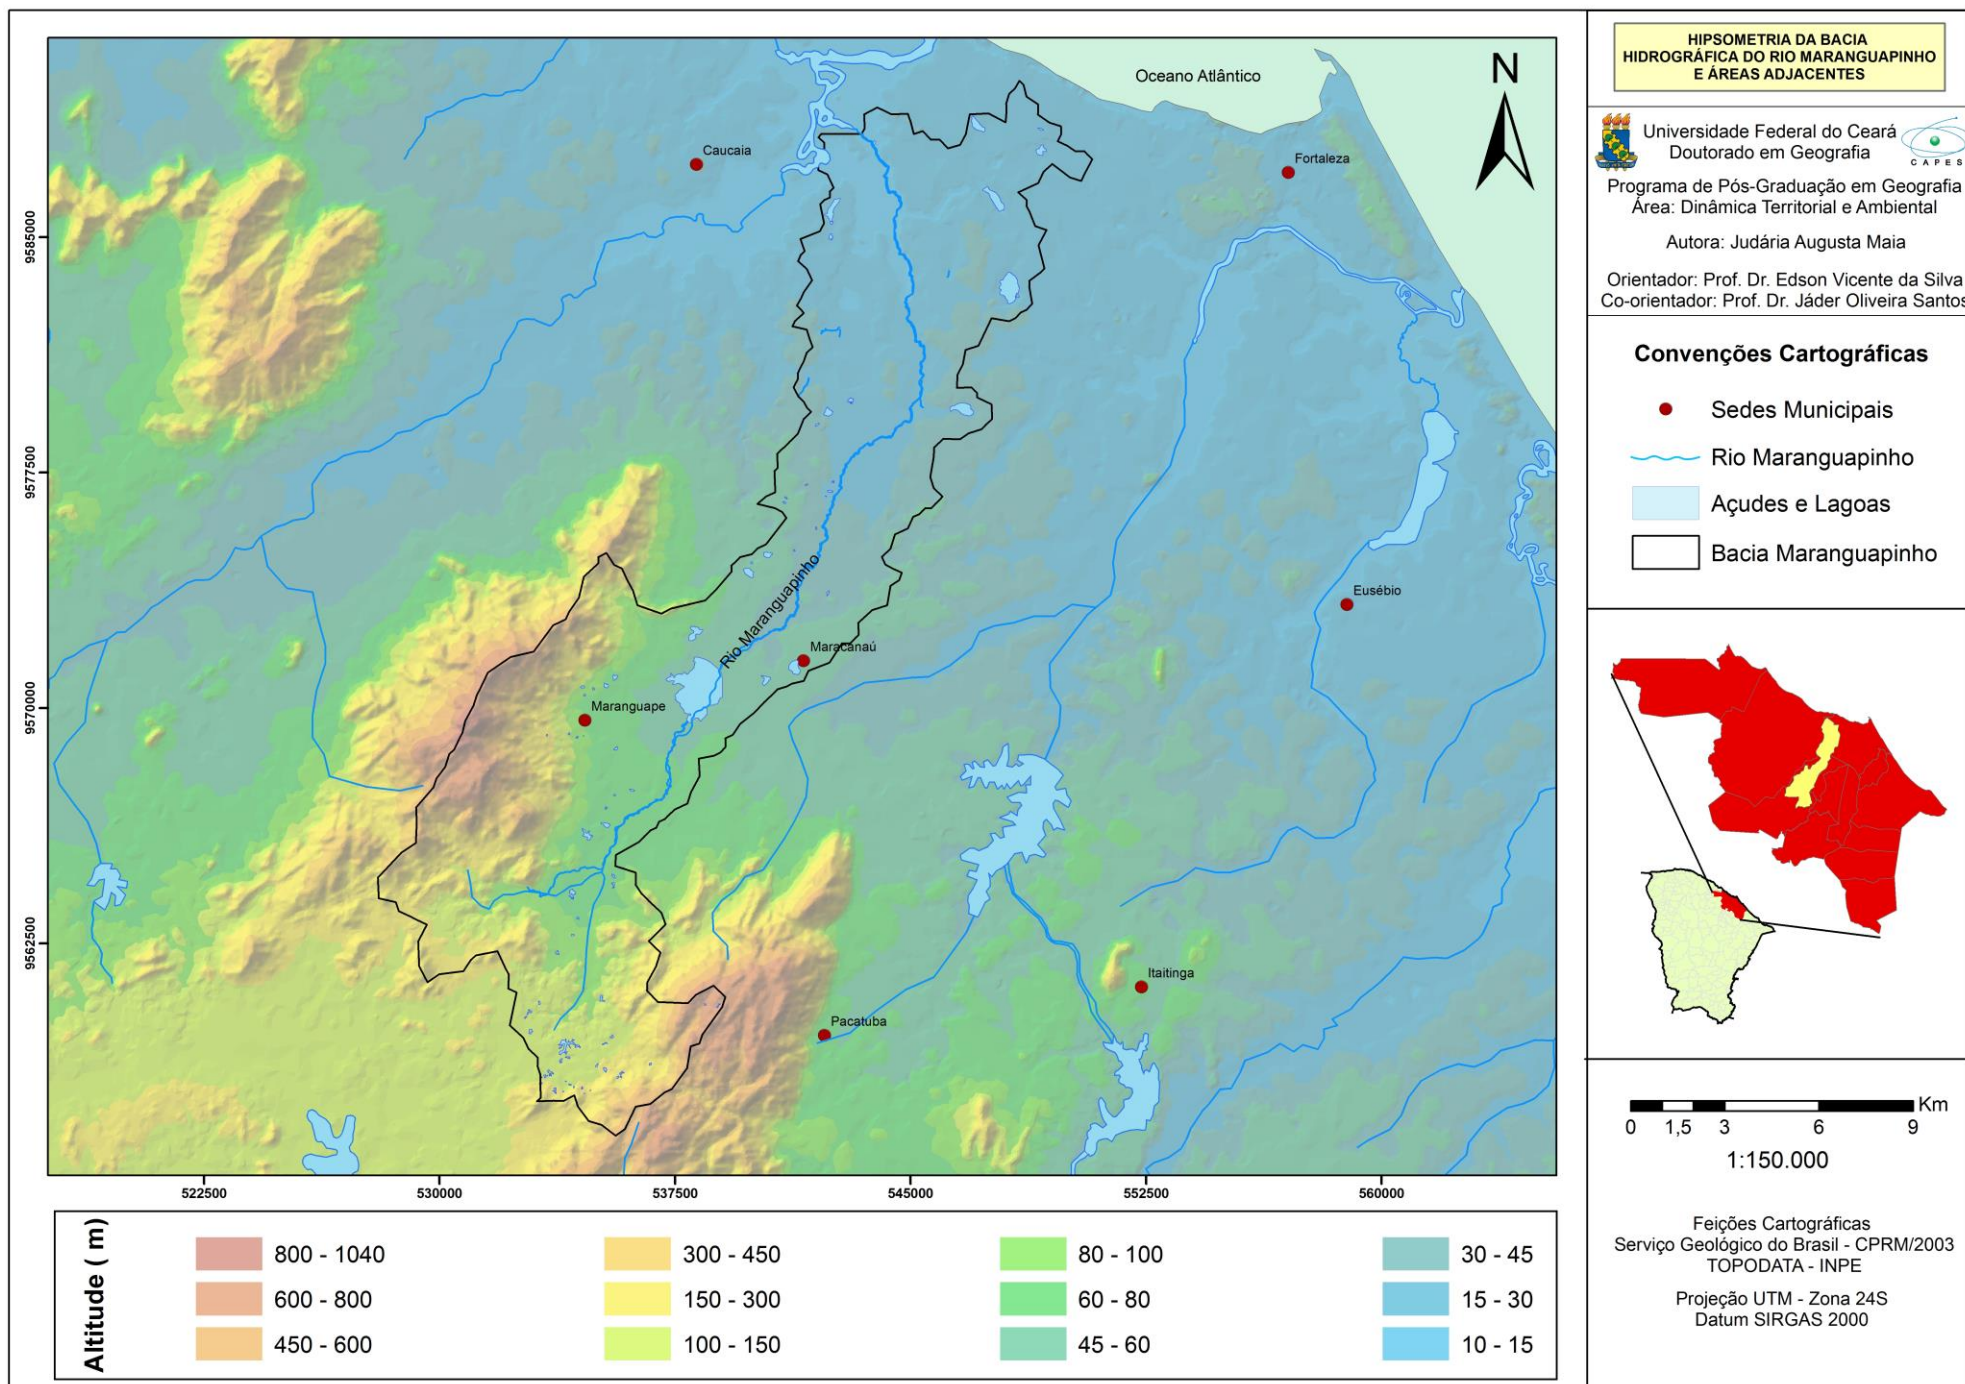 Oceano Atlântico
N
Caucaia
Fortaleza
Rio Maranguapinho
Maracanaú
Maranguape
Eusébio
Itaitinga
Pacatuba
9585000
9577500
9570000
9562500
522500
530000
537500
545000
552500
560000
Altitude ( m)
800 - 1040
600 - 800
450 - 600
300 - 450
150 - 300
100 - 150
80 - 100
60 - 80
45 - 60
30 - 45
15 - 30
10 - 15
HIPSOMETRIA DA BACIA
HIDROGRÁFICA DO RIO MARANGUAPINHO
E ÁREAS ADJACENTES
Universidade Federal do Ceará
Doutorado em Geografia
CAPES
Programa de Pós-Graduação em Geografia
Área: Dinâmica Territorial e Ambiental
Autora: Judária Augusta Maia
Orientador: Prof. Dr. Edson Vicente da Silva
Co-orientador: Prof. Dr. Jáder Oliveira Santos
Convenções Cartográficas
Sedes Municipais
Rio Maranguapinho
Açudes e Lagoas
Bacia Maranguapinho
Km
0 1,5 3 6 9
1:150.000
Feições Cartográficas
Serviço Geológico do Brasil - CPRM/2003
TOPODATA - INPE
Projeção UTM - Zona 24S
Datum SIRGAS 2000